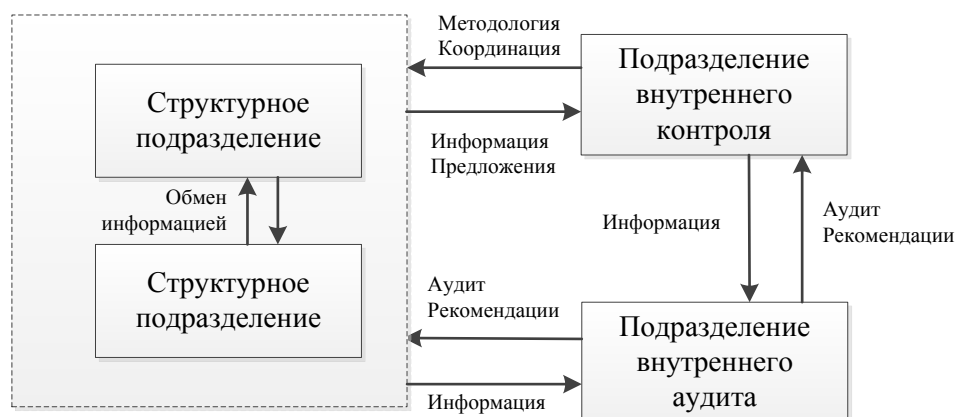 Методология
Координация
Подразделение
внутреннего
контроля
Структурное
подразделение
Информация
Предложения
Обмен
информацией
Информация
Аудит
Рекомендации
Структурное
подразделение
Аудит
Рекомендации
Подразделение
внутреннего
аудита
Информация